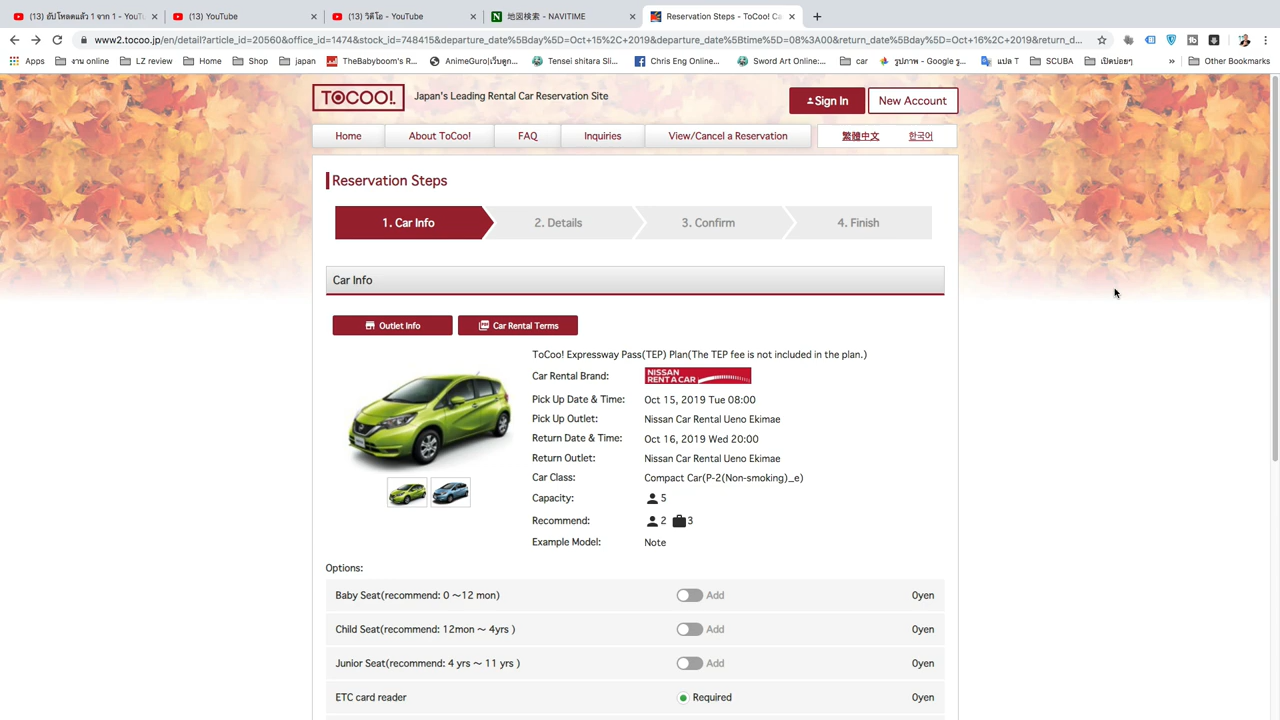 (13) อัปโหลดแล้ว 1 จาก 1 - YouTu
(13) YouTube
(13) วิดีโอ - YouTube
地図検索 - NAVITIME
Reservation Steps - ToCoo! Ca
www2.tocoo.jp/en/detail?article_id=20560&office_id=1474&stock_id=748415&departure_date%5Bday%5D=Oct+15%2C+2019&departure_date%5Btime%5D=08%3A00&return_date%5Bday%5D=Oct+16%2C+2019&return_d...
Apps
งาน online
LZ review
Home
Shop
japan
TheBabyboom's R...
AnimeGuro|เว็บตูก...
Tensei shitara Sli...
Chris Eng Online:...
Sword Art Online:...
car
รูปภาพ - Google รู...
แปล T
SCUBA
เปิดบ่อยๆ
»
Other Bookmarks
TOCOO!
Japan's Leading Rental Car Reservation Site
Sign In
New Account
Home
About ToCoo!
FAQ
Inquiries
View/Cancel a Reservation
繁體中文
한국어
Reservation Steps
1. Car Info
2. Details
3. Confirm
4. Finish
Car Info
Outlet Info
Car Rental Terms
ToCoo! Expressway Pass(TEP) Plan(The TEP fee is not included in the plan.)
Car Rental Brand:
NISSAN
RENT A CAR
Pick Up Date & Time: Oct 15, 2019 Tue 08:00
Pick Up Outlet: Nissan Car Rental Ueno Ekimae
Return Date & Time: Oct 16, 2019 Wed 20:00
Return Outlet: Nissan Car Rental Ueno Ekimae
Car Class: Compact Car(P-2(Non-smoking)_e)
Capacity: 5
Recommend: 2 3
Example Model: Note
Options:
Baby Seat(recommend: 0 ～12 mon) Add 0yen
Child Seat(recommend: 12mon ～ 4yrs ) Add 0yen
Junior Seat(recommend: 4 yrs ～ 11 yrs ) Add 0yen
ETC card reader Required 0yen